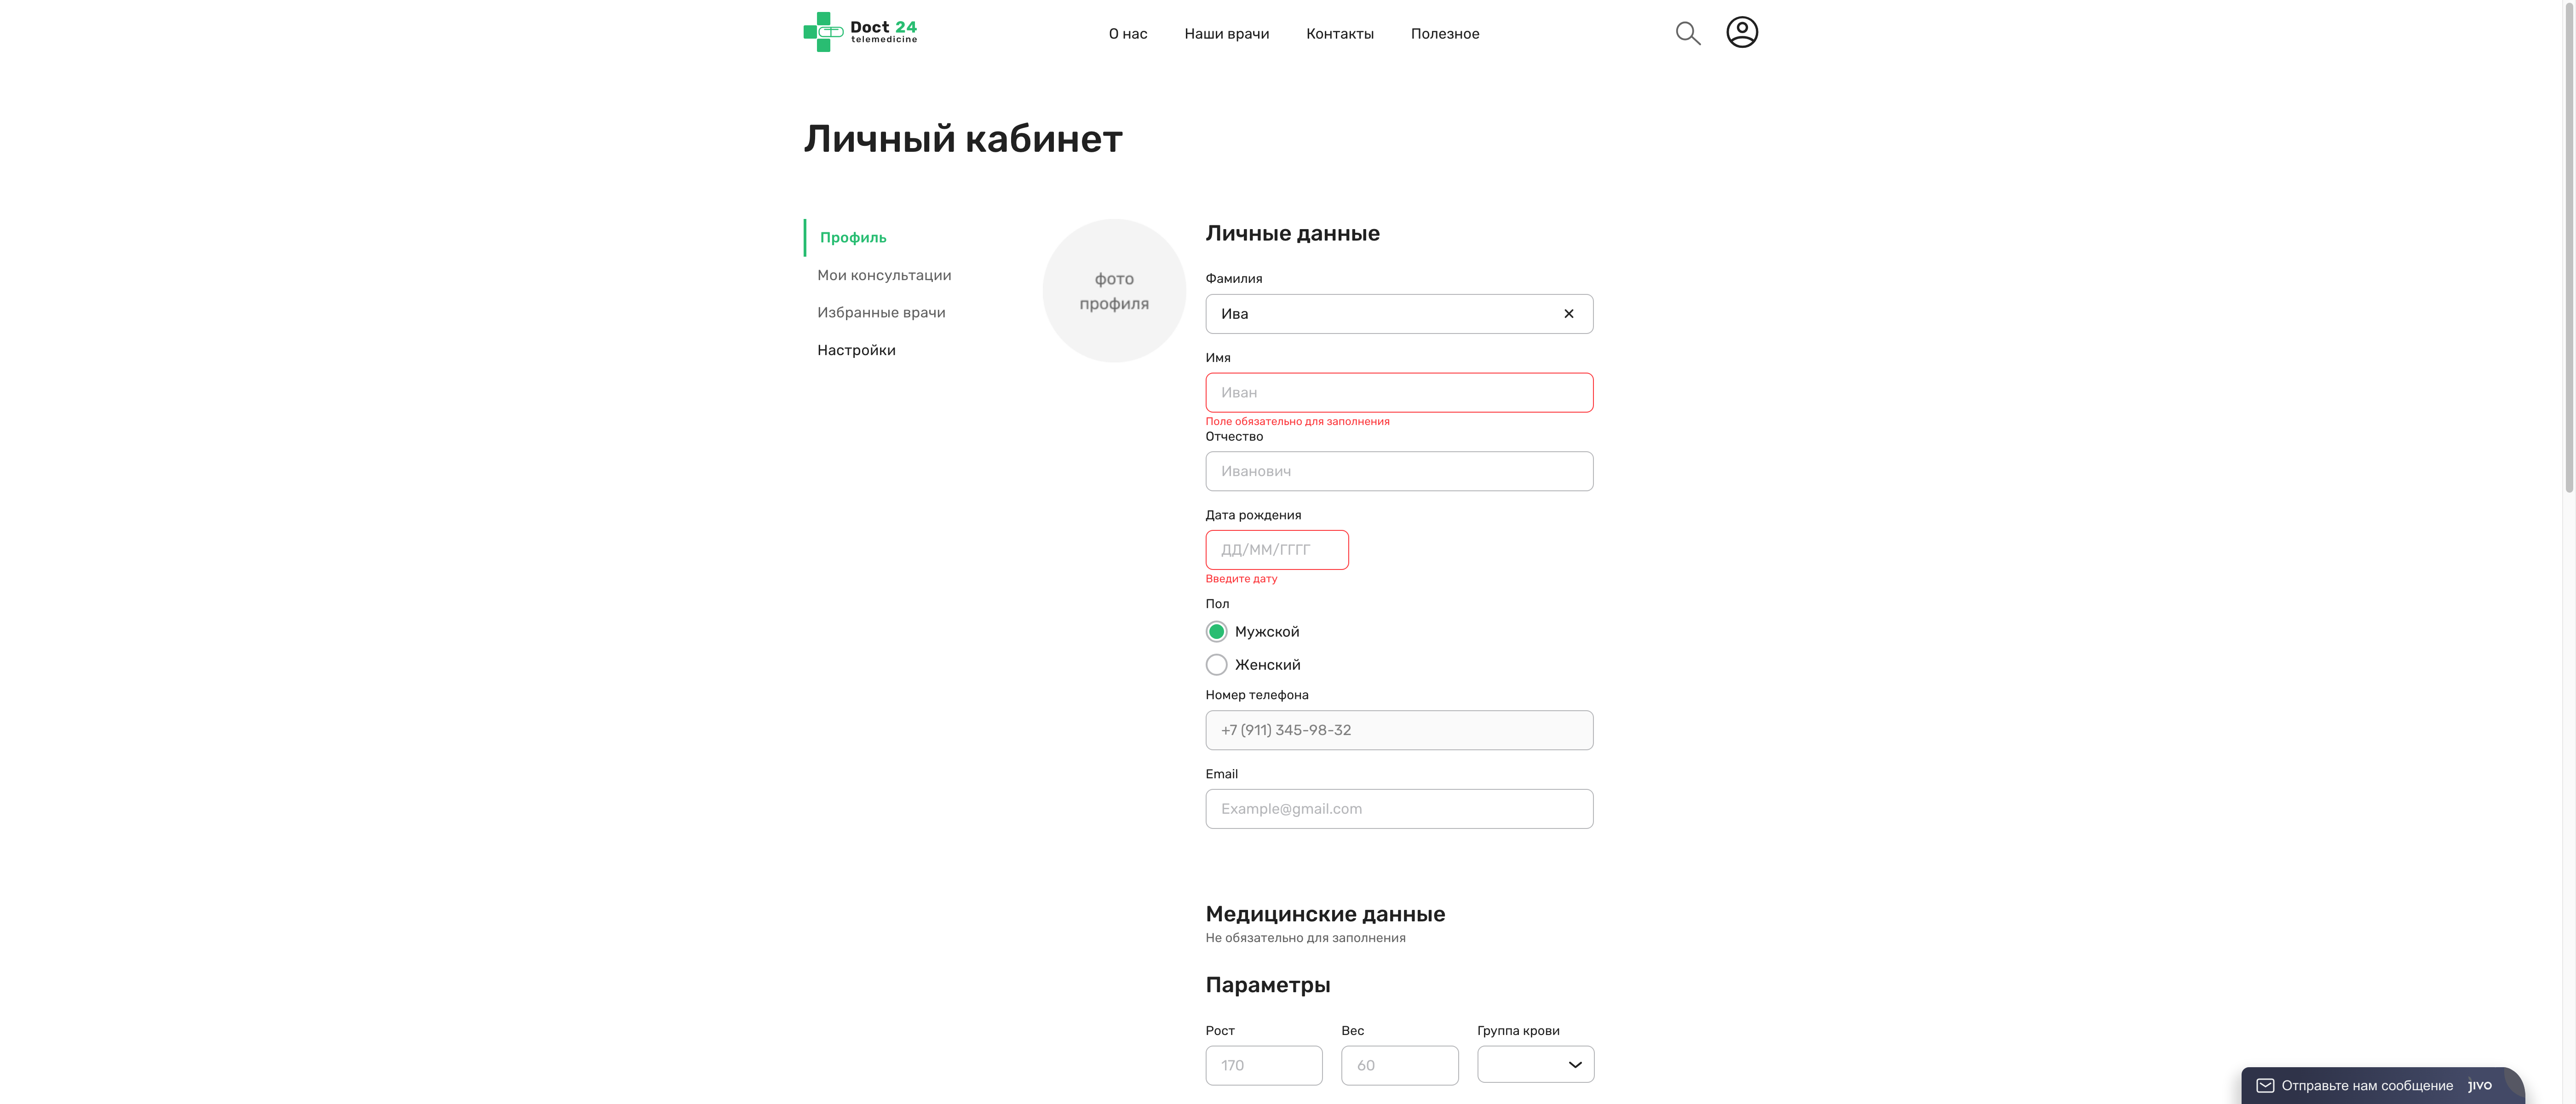 Doct 24
telemedicine
О нас
Наши врачи
Контакты
Полезное
Личный кабинет
Профиль
Мои консультации
Избранные врачи
Настройки
фото
профиля
Личные данные
Фамилия
Ива
Имя
Иван
Поле обязательно для заполнения
Отчество
Иванович
Дата рождения
ДД/ММ/ГГГГ
Введите дату
Пол
Мужской
Женский
Номер телефона
+7 (911) 345-98-32
Email
Example@gmail.com
Медицинские данные
Не обязательно для заполнения
Параметры
Рост
Вес
Группа крови
170
60
Отправьте нам сообщение jivo